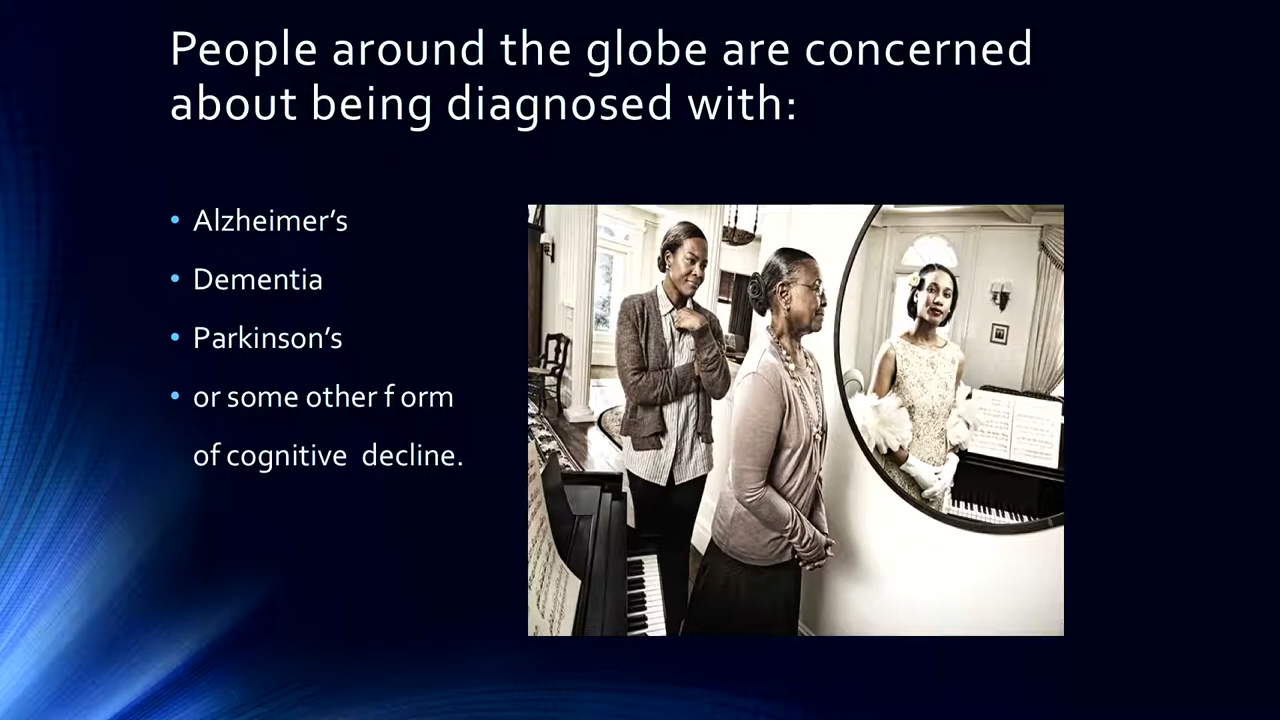 People around the globe are concerned
about being diagnosed with:
• Alzheimer’s
• Dementia
• Parkinson’s
• or some other f orm
of cognitive decline.